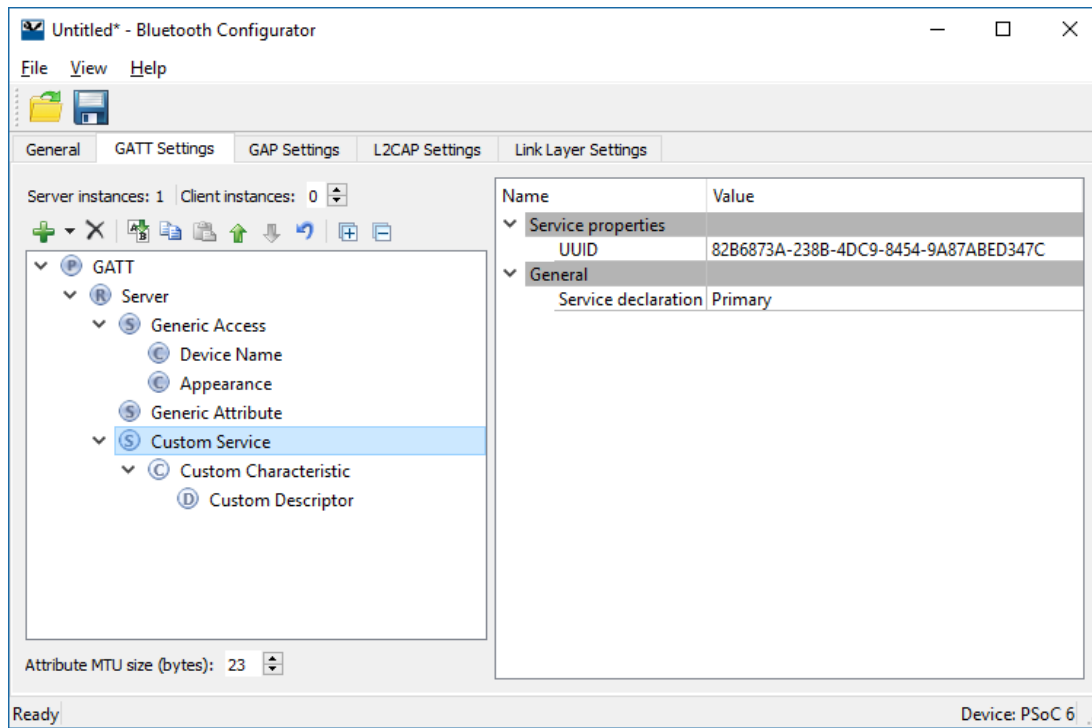 Untitled* - Bluetooth Configurator
File View Help
General GATT Settings GAP Settings L2CAP Settings Link Layer Settings
Server instances: 1 Client instances: 0
Name Value
Service properties
UUID 82B6873A-238B-4DC9-8454-9A87ABED347C
General
Service declaration Primary
P GATT
R Server
S Generic Access
C Device Name
C Appearance
S Generic Attribute
S Custom Service
C Custom Characteristic
D Custom Descriptor
Attribute MTU size (bytes): 23
Ready Device: PSoC 6